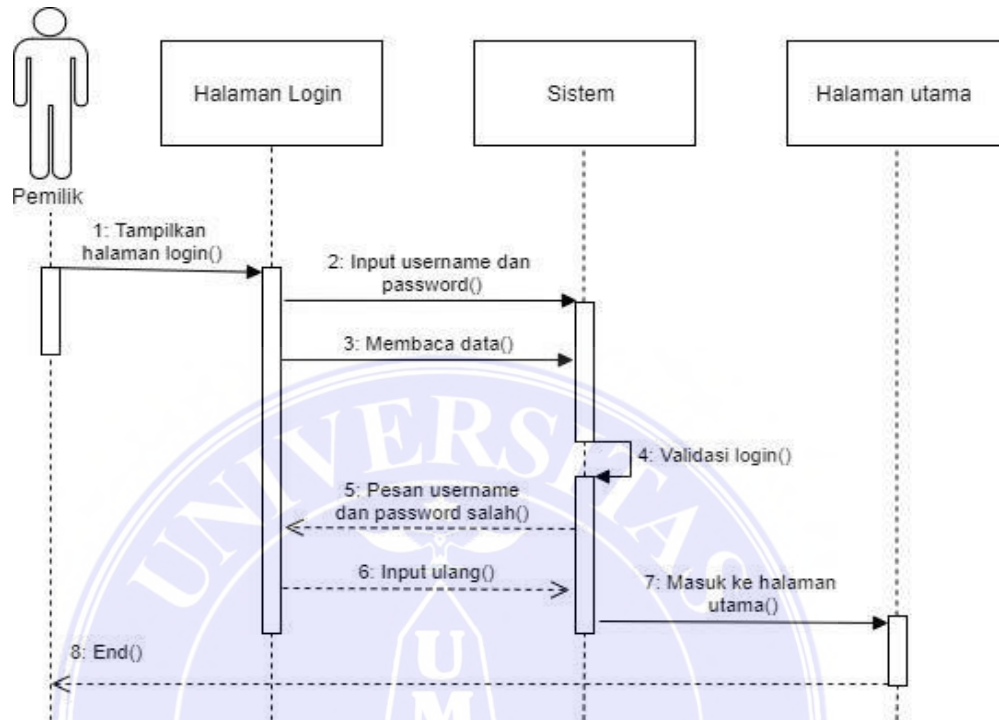 Halaman Login
Sistem
Halaman utama
Pemilik
1: Tampilkan
halaman login()
2: Input username dan
password()
3: Membaca data()
4: Validasi login()
5: Pesan username
dan password salah()
6: Input ulang()
7: Masuk ke halaman
utama()
8: End()
UNIVERSITAS
U
M